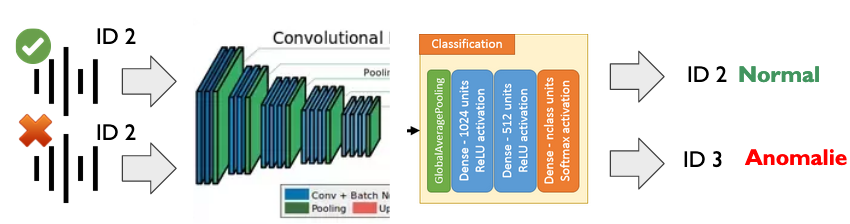 ID 2
ID 2
Convolutional
Pooling
Conv + Batch
Pooling
Up
Classification
GlobalAveragePooling
Dense - 1024 units
ReLU activation
Dense - 512 units
ReLU activation
Dense - nclass units
Softmax activation
ID 2 Normal
ID 3 Anomalie